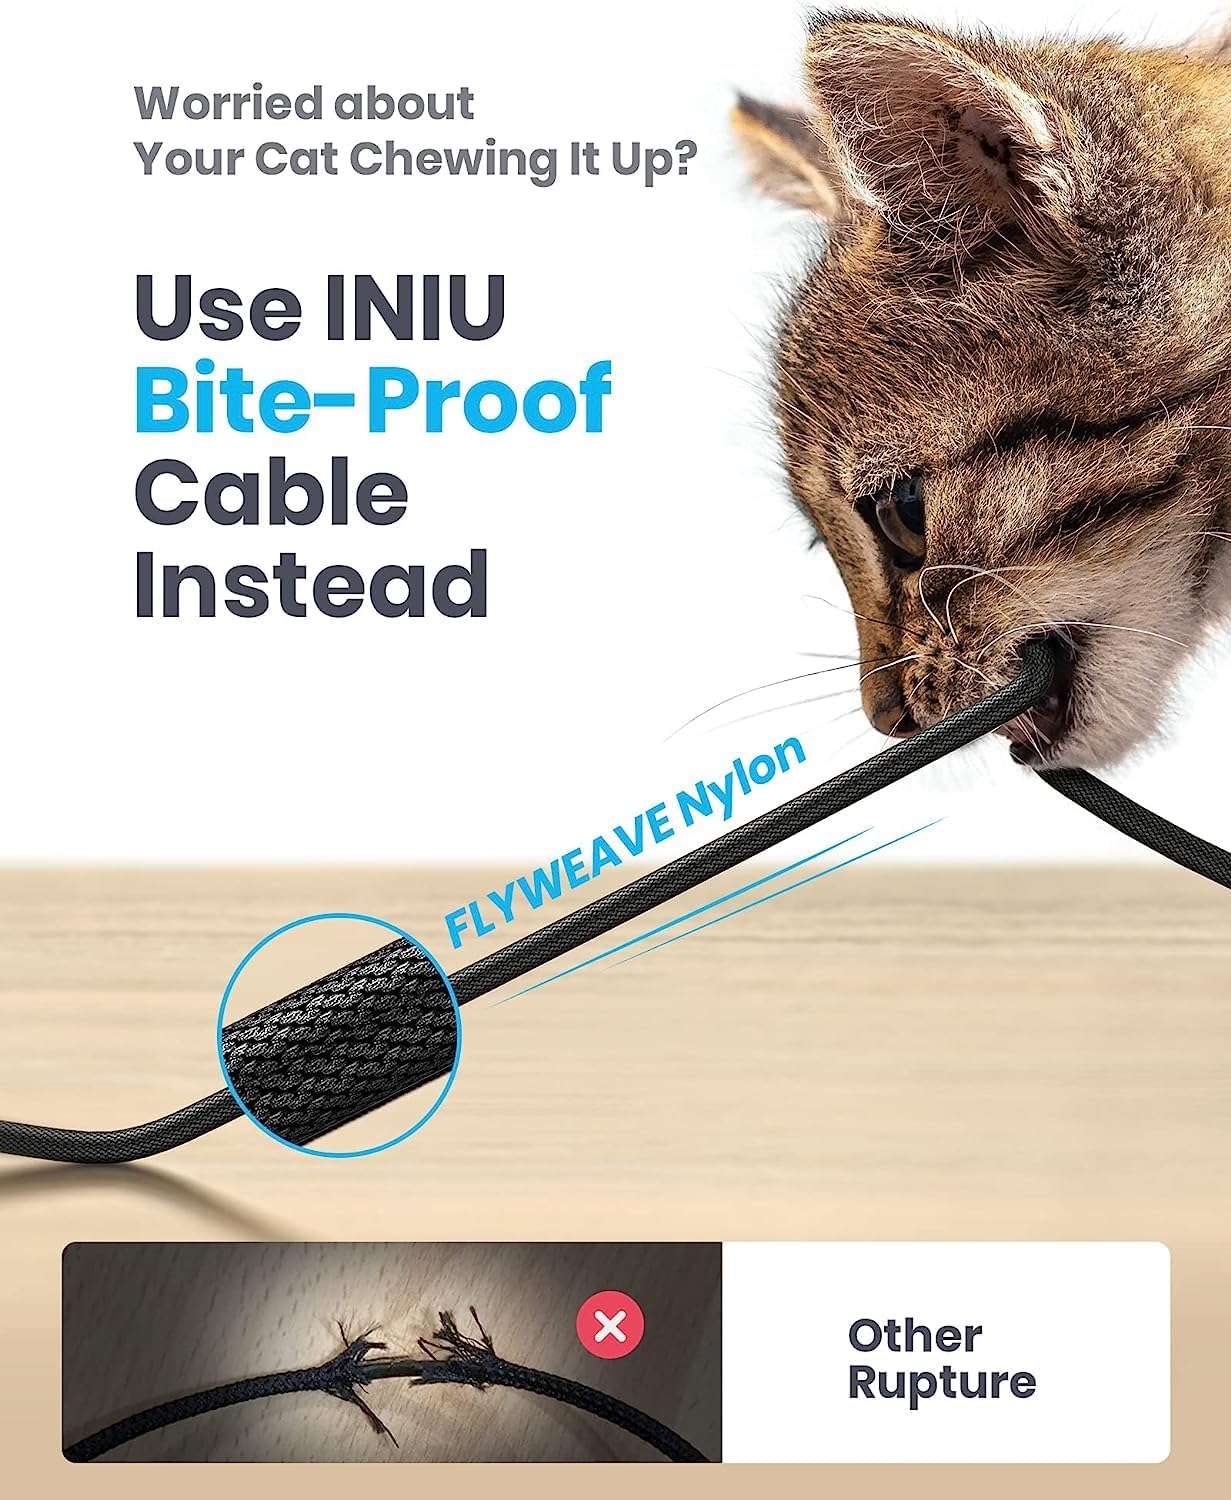 Worried about
Your Cat Chewing It Up?
Use INIU
Bite-Proof
Cable
Instead
FLYWEAVE Nylon
Other
Rupture